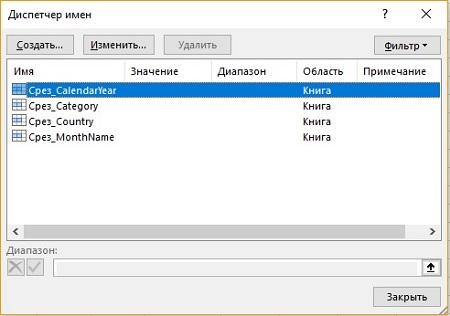 Диспетчер имен ? ×
Создать... Изменить... Удалить Фильтр
Имя Значение Диапазон Область Примечание
Срез_CalendarYear Книга
Срез_Category Книга
Срез_Country Книга
Срез_MonthName Книга
Диапазон:
Закрыть